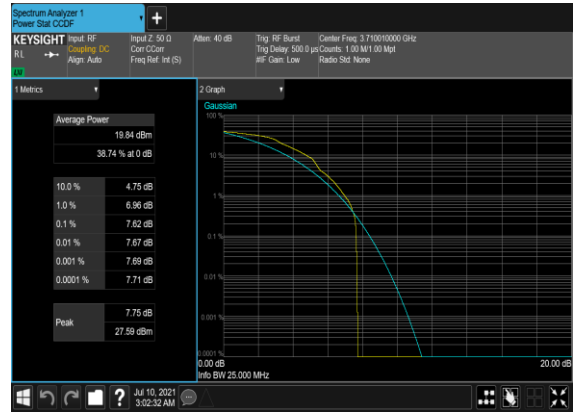 Spectrum Analyzer 1
Power Stat CCDF
KEYSIGHT
R L
LW
Input: RF
Coupling: DC
Align: Auto
Input Z: 50 Ω
Corr CCorr
Freq Ref: Int (S)
Atten: 40 dB
Trig: RF Burst
Trig Delay: 500.0 µs
#IF Gain: Low
Center Freq: 3.710010000 GHz
Counts: 1.00 M/1.00 Mpt
Radio Std: None
1 Metrics
Average Power
19.84 dBm
38.74 % at 0 dB
10.0 % 4.75 dB
1.0 % 6.96 dB
0.1 % 7.62 dB
0.01 % 7.67 dB
0.001 % 7.69 dB
0.0001 % 7.71 dB
Peak
7.75 dB
27.59 dBm
2 Graph
Gaussian
100 %
10 %
1 %
0.1 %
0.01 %
0.001 %
0.0001 %
0.00 dB
20.00 dB
Info BW 25.000 MHz
Jul 10, 2021
3:02:32 AM